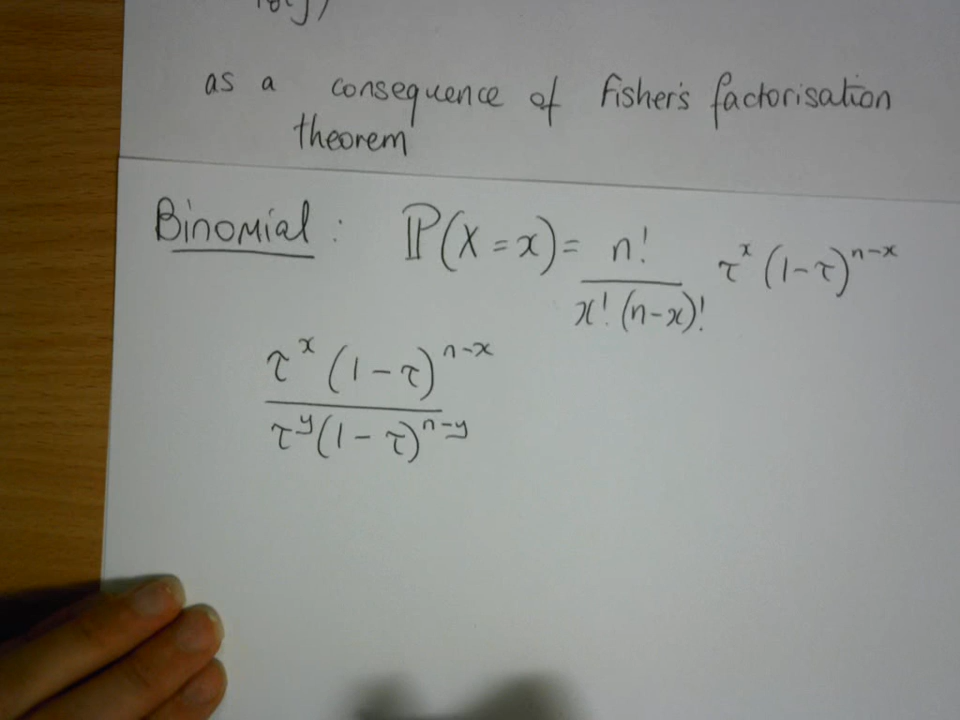 as a consequence of Fisher's factorisation
theorem
Binomial : ℙ(X = x) = n! / x! (n-x)! τ^x (1-τ)^{n-x}
τ^x (1-τ)^{n-x}
τ^y (1-τ)^{n-y}